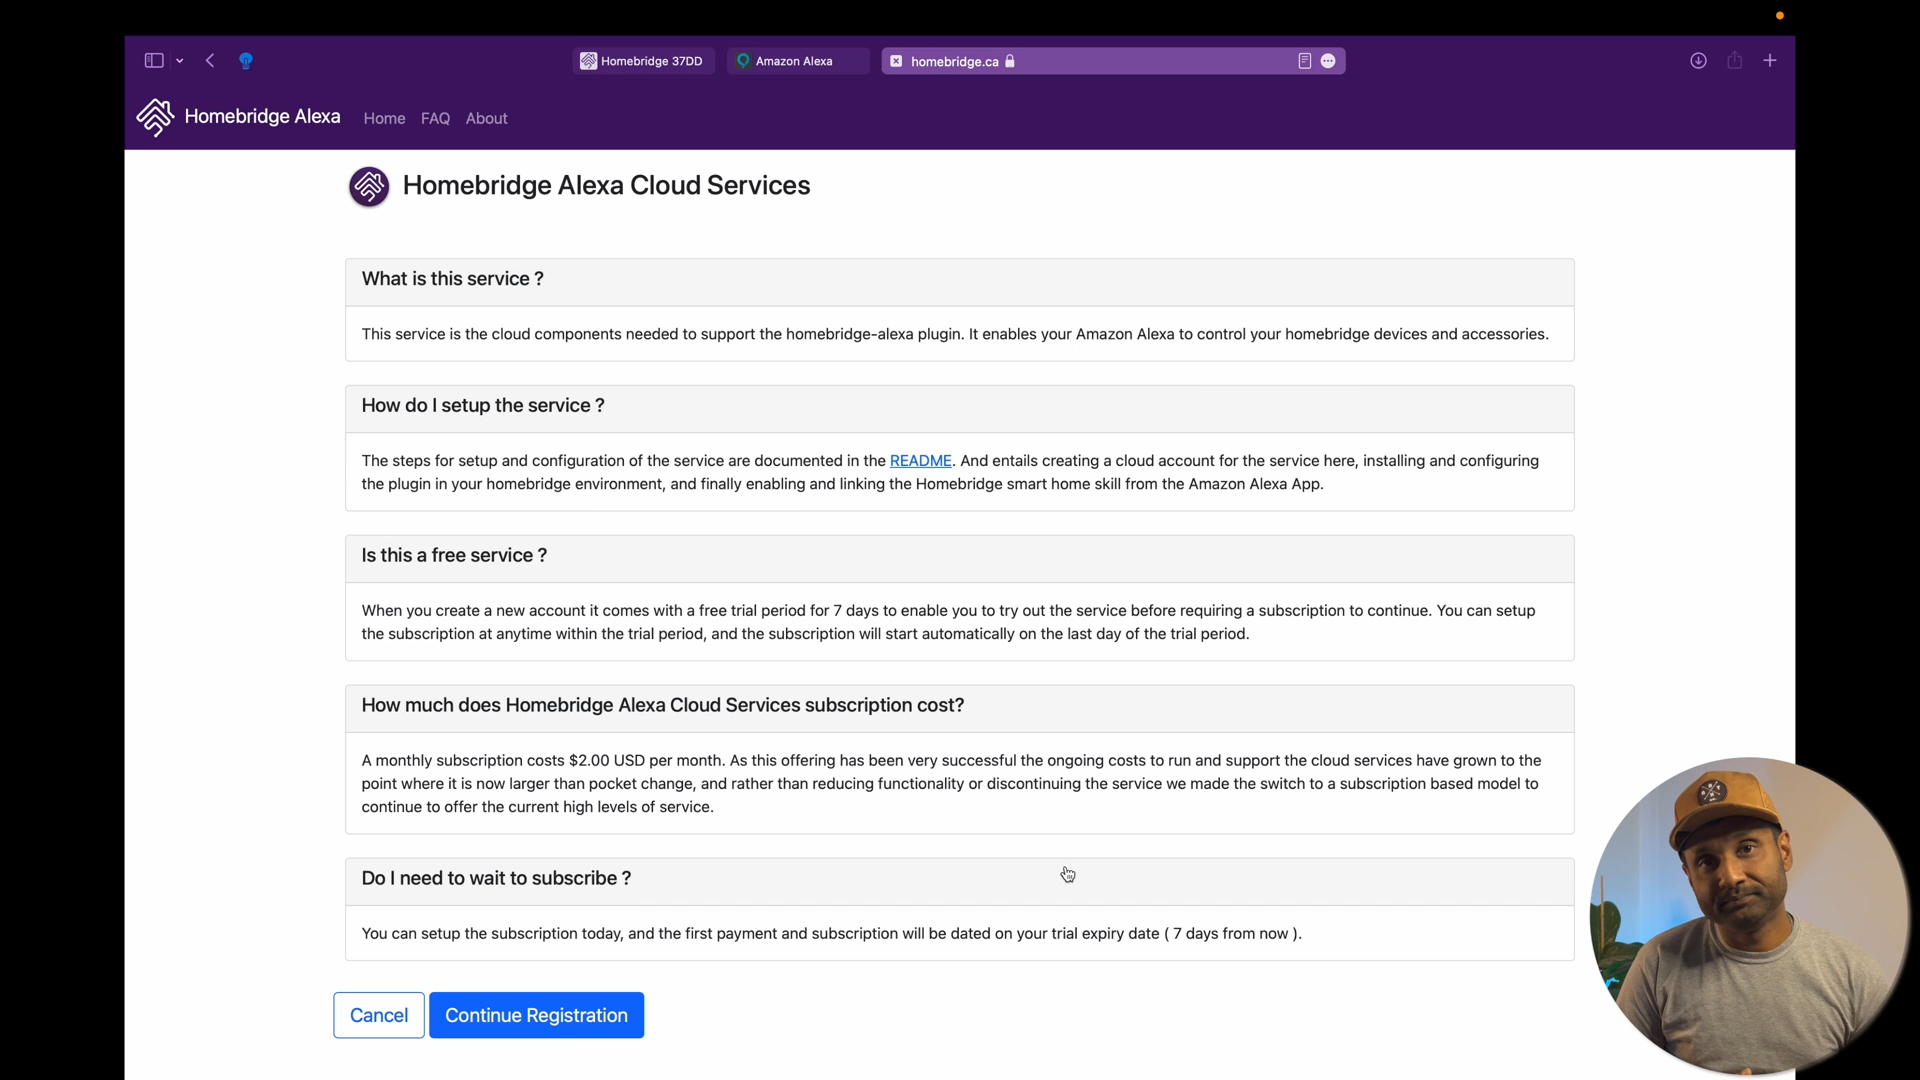 Homebridge 37DD
Amazon Alexa
homebridge.ca
Homebridge Alexa
Home
FAQ
About
Homebridge Alexa Cloud Services
What is this service ?
This service is the cloud components needed to support the homebridge-alexa plugin. It enables your Amazon Alexa to control your homebridge devices and accessories.
How do I setup the service ?
The steps for setup and configuration of the service are documented in the README. And entails creating a cloud account for the service here, installing and configuring
the plugin in your homebridge environment, and finally enabling and linking the Homebridge smart home skill from the Amazon Alexa App.
Is this a free service ?
When you create a new account it comes with a free trial period for 7 days to enable you to try out the service before requiring a subscription to continue. You can setup
the subscription at anytime within the trial period, and the subscription will start automatically on the last day of the trial period.
How much does Homebridge Alexa Cloud Services subscription cost?
A monthly subscription costs $2.00 USD per month. As this offering has been very successful the ongoing costs to run and support the cloud services have grown to the
point where it is now larger than pocket change, and rather than reducing functionality or discontinuing the service we made the switch to a subscription based model to
continue to offer the current high levels of service.
Do I need to wait to subscribe ?
You can setup the subscription today, and the first payment and subscription will be dated on your trial expiry date ( 7 days from now ).
Cancel
Continue Registration